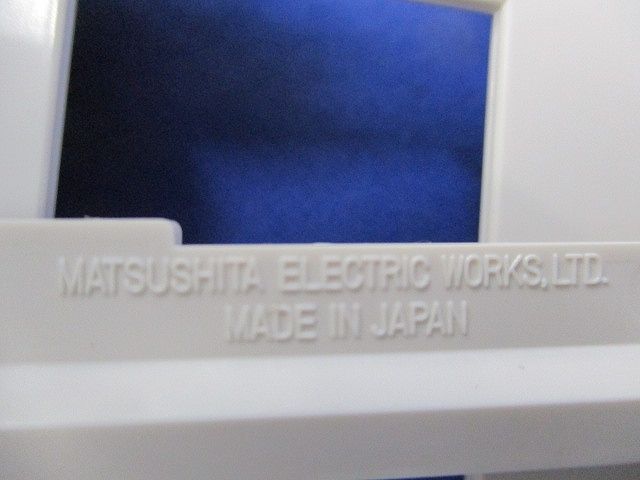 MATSUSHITA ELECTRIC WORKS,LTD.
MADE IN JAPAN